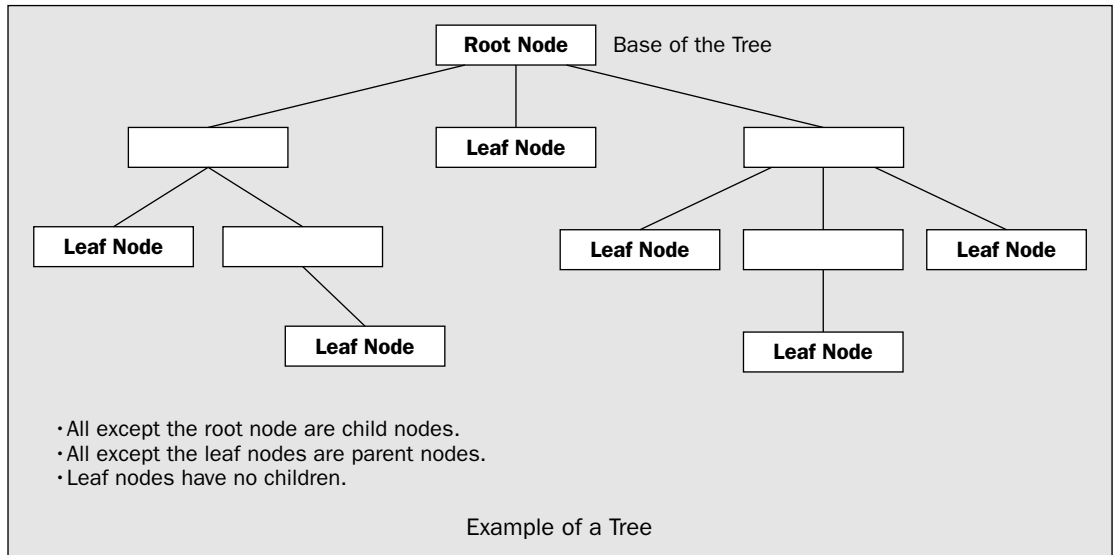 Root Node
Base of the Tree
Leaf Node
Leaf Node
Leaf Node
Leaf Node
Leaf Node
Leaf Node
·All except the root node are child nodes.
·All except the leaf nodes are parent nodes.
·Leaf nodes have no children.
Example of a Tree